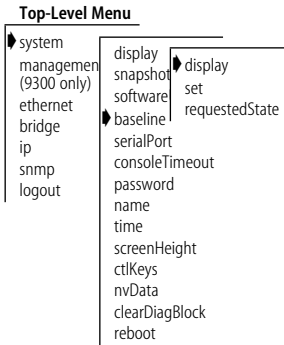 Top-Level Menu
system
managemen
(9300 only)
ethernet
bridge
ip
snmp
logout
display
snapshot
software
baseline
serialPort
consoleTimeout
password
name
time
screenHeight
ctlKeys
nvData
clearDiagBlock
reboot
display
set
requestedState